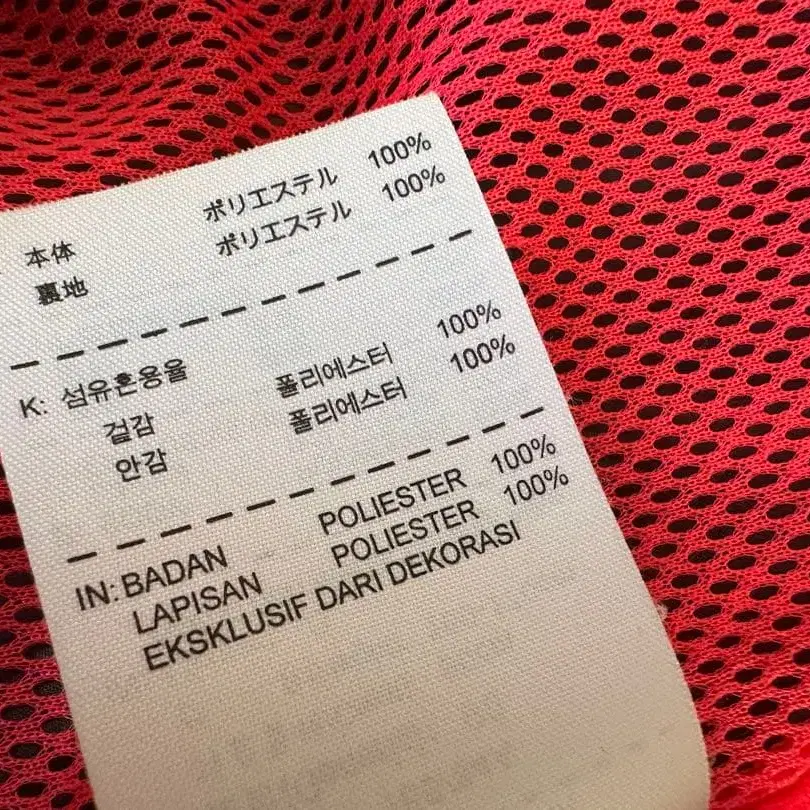 本体 ポリエステル 100%
裏地 ポリエステル 100%
K: 섬유혼용율
겉감 폴리에스터 100%
안감 폴리에스터 100%
IN: BADAN POLIESTER 100%
LAPISAN POLIESTER 100%
EKSKLUSIF DARI DEKORASI